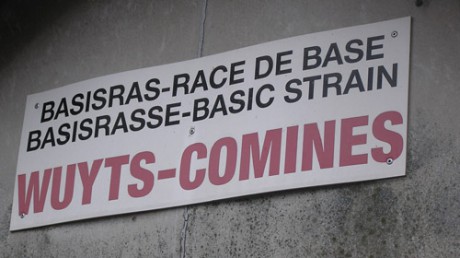 BASISRAS-RACE DE BASE
BASISRASSE-BASIC STRAIN
WUYTS-COMINES